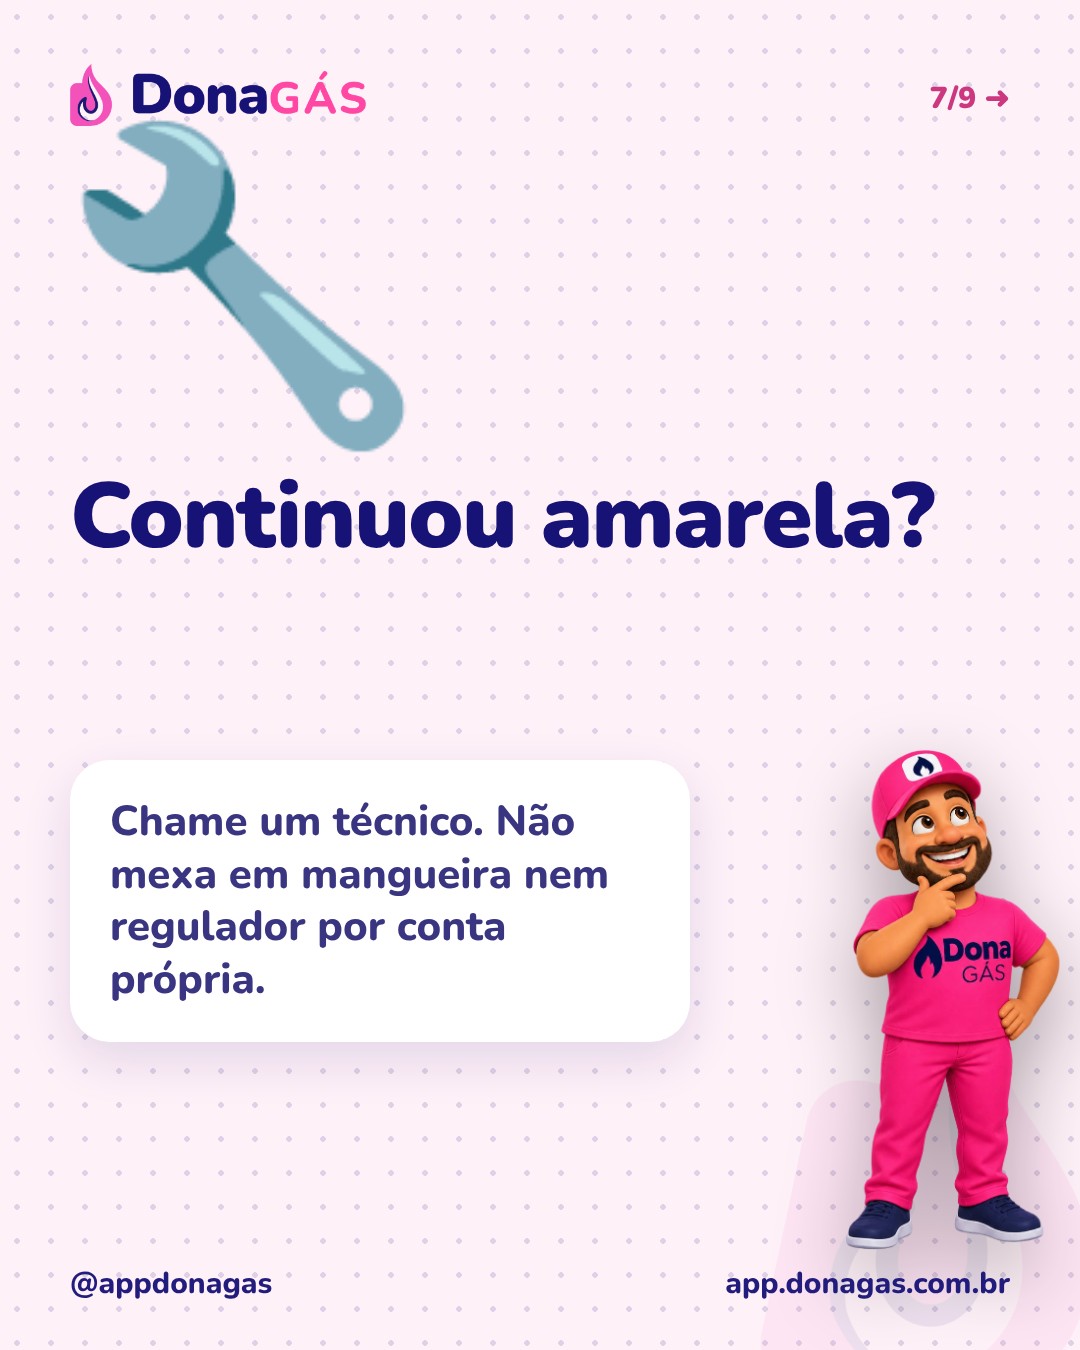 DonaGÁS
7/9 →
Continuou amarela?
Chame um técnico. Não
mexa em mangueira nem
regulador por conta
própria.
Dona
GÁS
@appdonagas
app.donagas.com.br